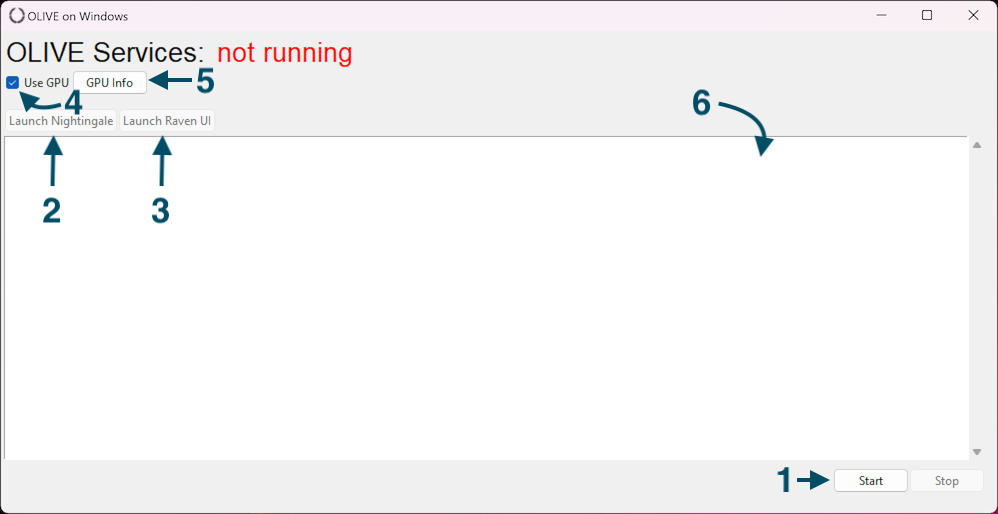 OLIVE on Windows
OLIVE Services: not running
Use GPU GPU Info 5
4 6
Launch Nightingale Launch Raven UI
2 3
1 Start Stop